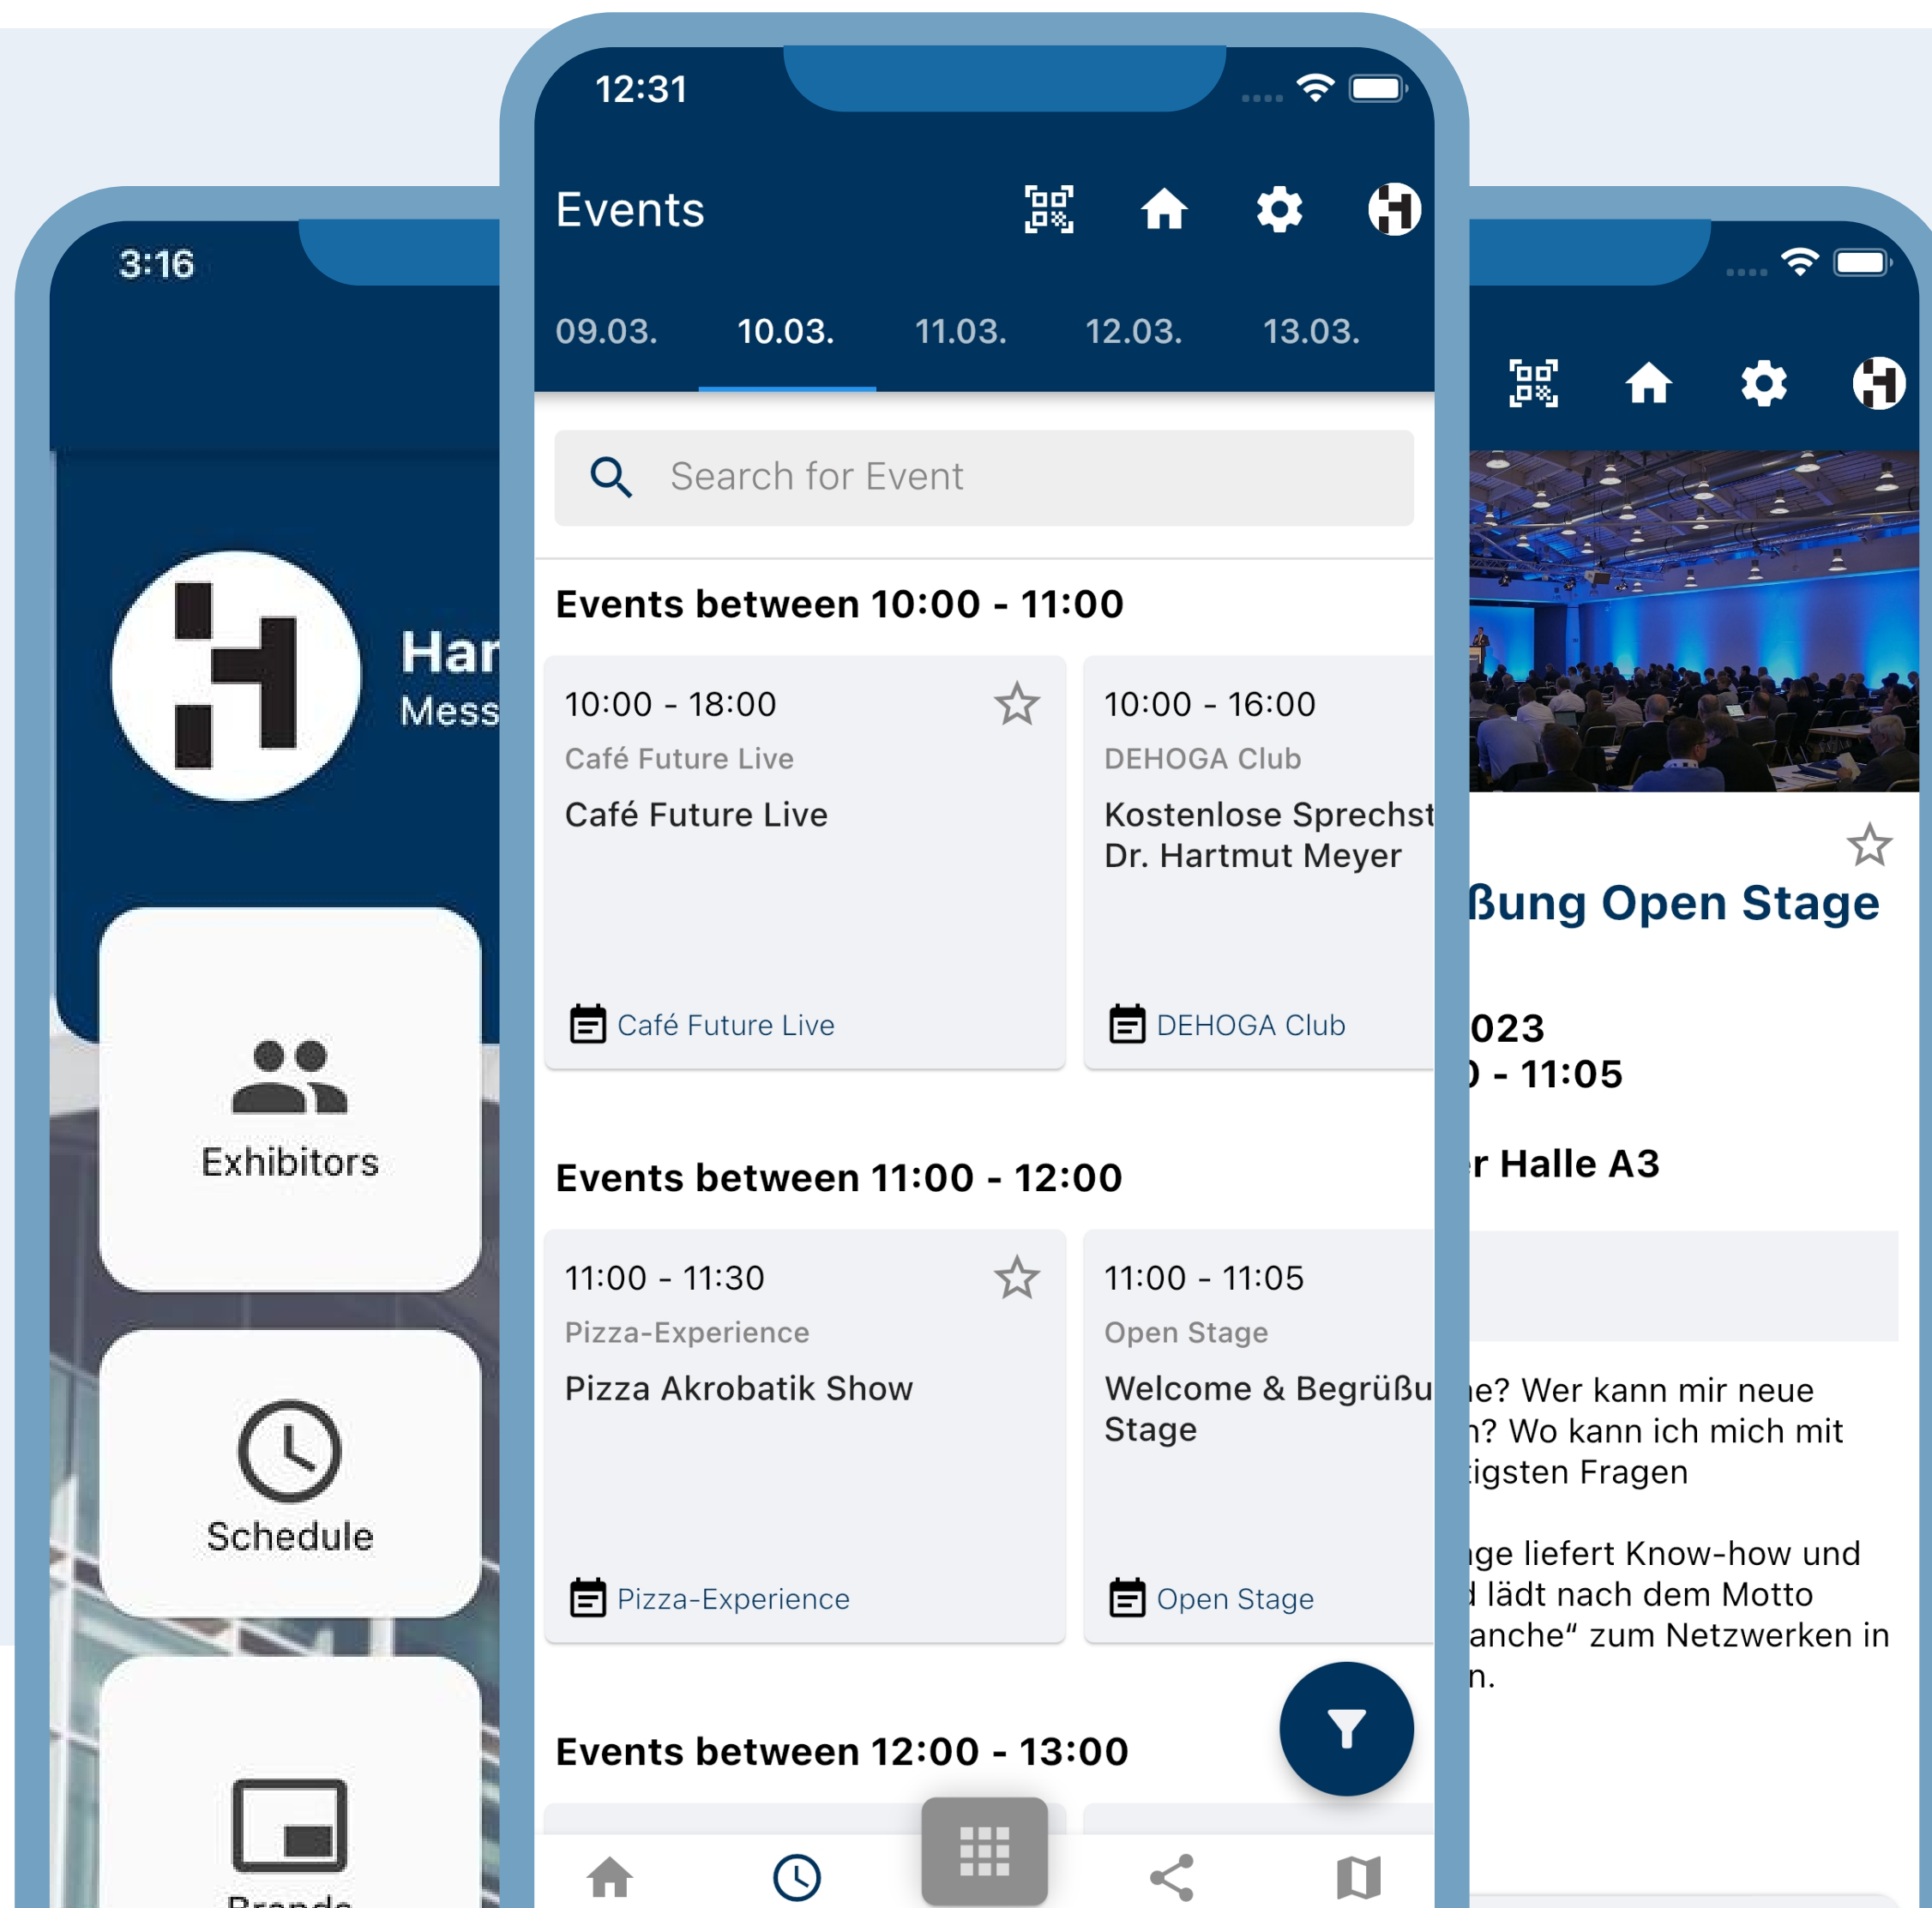 3:16
Har
Mess
Exhibitors
Schedule
Brands
12:31
Events
09.03.
10.03.
11.03.
12.03.
13.03.
Search for Event
Events between 10:00 - 11:00
10:00 - 18:00
Café Future Live
Café Future Live
Café Future Live
10:00 - 16:00
DEHOGA Club
Kostenlose Sprechst
Dr. Hartmut Meyer
DEHOGA Club
Events between 11:00 - 12:00
11:00 - 11:30
Pizza-Experience
Pizza Akrobatik Show
Pizza-Experience
11:00 - 11:05
Open Stage
Welcome & Begrüßu
Stage
Open Stage
Events between 12:00 - 13:00
ßung Open Stage
023
- 11:05
r Halle A3
e? Wer kann mir neue
n? Wo kann ich mich mit
tigsten Fragen
ge liefert Know-how und
d lädt nach dem Motto
anche“ zum Netzwerken in
n.